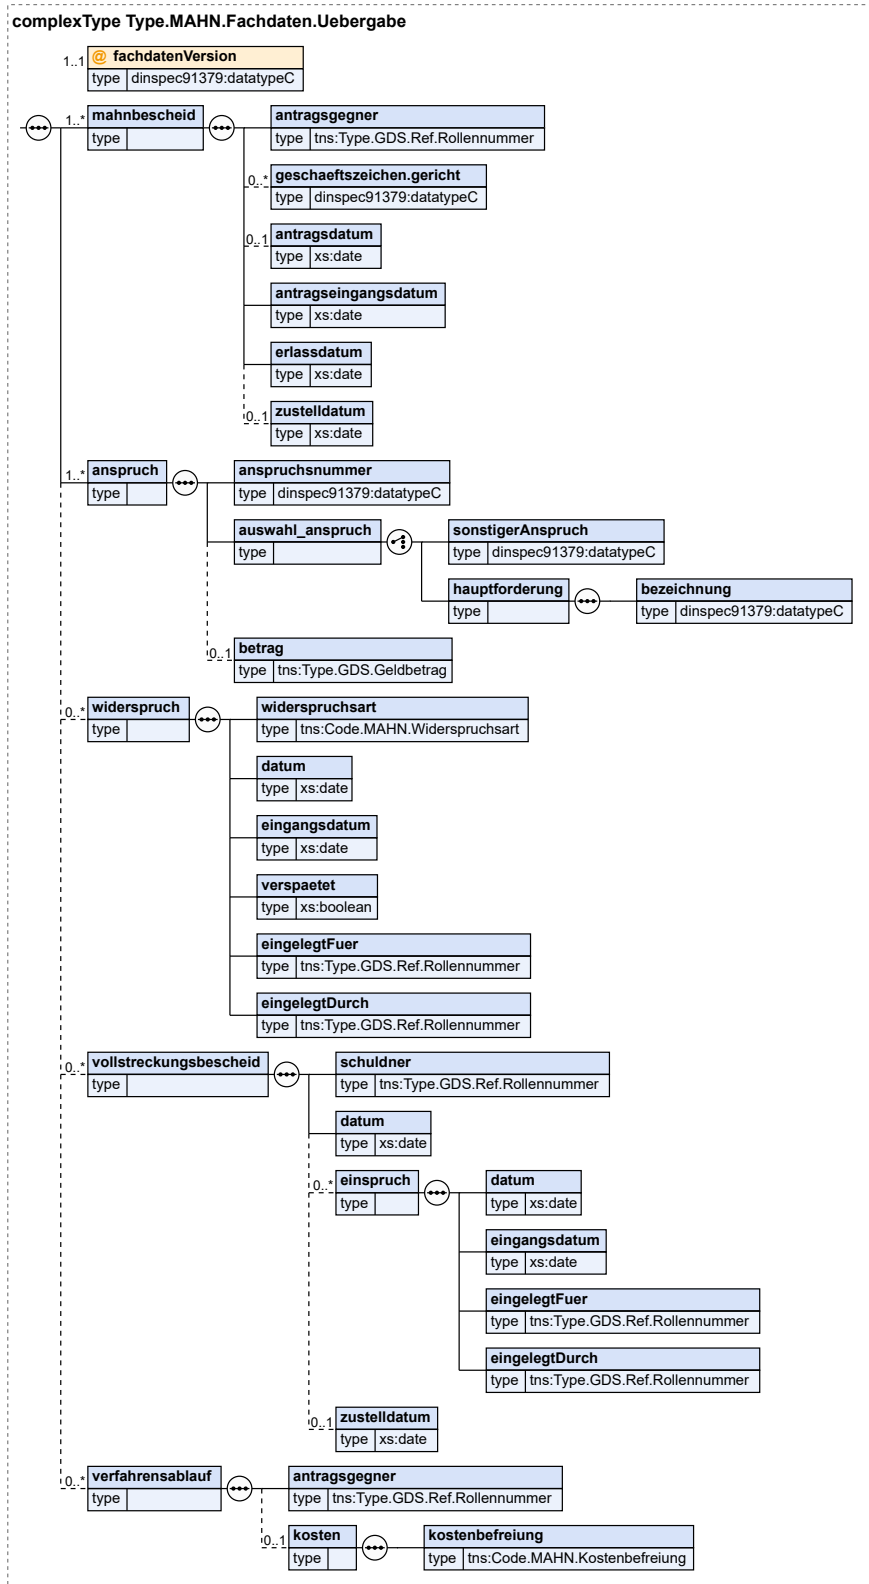 complexType Type.MAHN.Fachdaten.Uebergabe
1..1 @ fachdatenVersion
type dinspec91379:datatypeC
1..* mahnbescheid
type
antragsgegner
type tns:Type.GDS.Ref.Rollennummer
0..* geschaeftszeichen.gericht
type dinspec91379:datatypeC
0..1 antragsdatum
type xs:date
antragseingangsdatum
type xs:date
erlassdatum
type xs:date
0..1 zustelldatum
type xs:date
1..* anspruch
type
anspruchsnummer
type dinspec91379:datatypeC
auswahl_anspruch
type
sonstigerAnspruch
type dinspec91379:datatypeC
hauptforderung
type
bezeichnung
type dinspec91379:datatypeC
0..1 betrag
type tns:Type.GDS.Geldbetrag
0..* widerspruch
type
widerspruchsart
type tns:Code.MAHN.Widerspruchsart
datum
type xs:date
eingangsdatum
type xs:date
verspaetet
type xs:boolean
eingelegtFuer
type tns:Type.GDS.Ref.Rollennummer
eingelegtDurch
type tns:Type.GDS.Ref.Rollennummer
0..* vollstreckungsbescheid
type
schuldner
type tns:Type.GDS.Ref.Rollennummer
datum
type xs:date
0..* einspruch
type
datum
type xs:date
eingangsdatum
type xs:date
eingelegtFuer
type tns:Type.GDS.Ref.Rollennummer
eingelegtDurch
type tns:Type.GDS.Ref.Rollennummer
0..1 zustelldatum
type xs:date
0..* verfahrensablauf
type
antragsgegner
type tns:Type.GDS.Ref.Rollennummer
0..1 kosten
type
kostenbefreiung
type tns:Code.MAHN.Kostenbefreiung